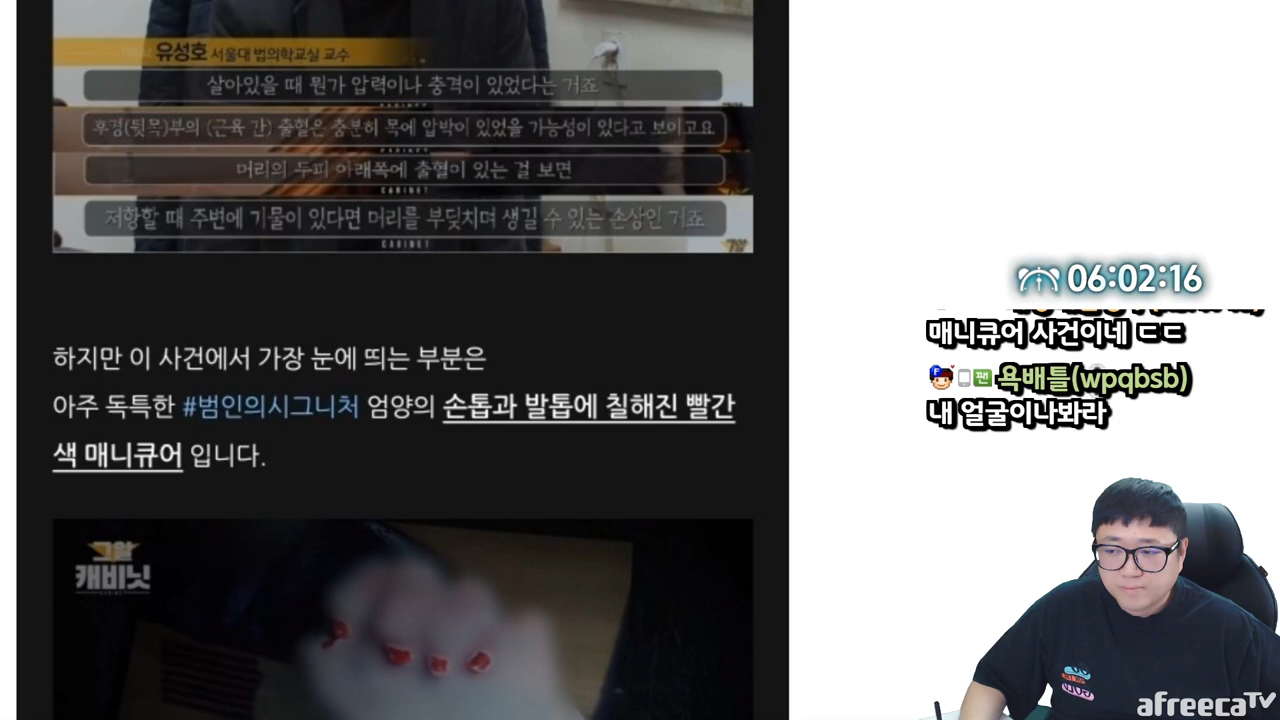 유성호 서울대 법의학교실 교수
살아있을 때 뭔가 압력이나 충격이 있었다는 거죠
후경(뒷목)부의 (근육 간) 출혈은 충분히 목에 압박이 있었을 가능성이 있다고 보이고요
CABINET
머리의 두피 아래쪽에 출혈이 있는 걸 보면
CABINET
저항할 때 주변에 기물이 있다면 머리를 부딪치며 생길 수 있는 손상인 거죠
CABINET
그알
하지만 이 사건에서 가장 눈에 띄는 부분은
아주 독특한 #범인의시그니처 엄양의 손톱과 발톱에 칠해진 빨간
색 매니큐어 입니다.
그알
캐비닛
CABINET
06:02:16
매니큐어 사건이네 ㄷㄷ
짼 욕배틀(wpqbsb)
내 얼굴이나봐라
afreecaTV